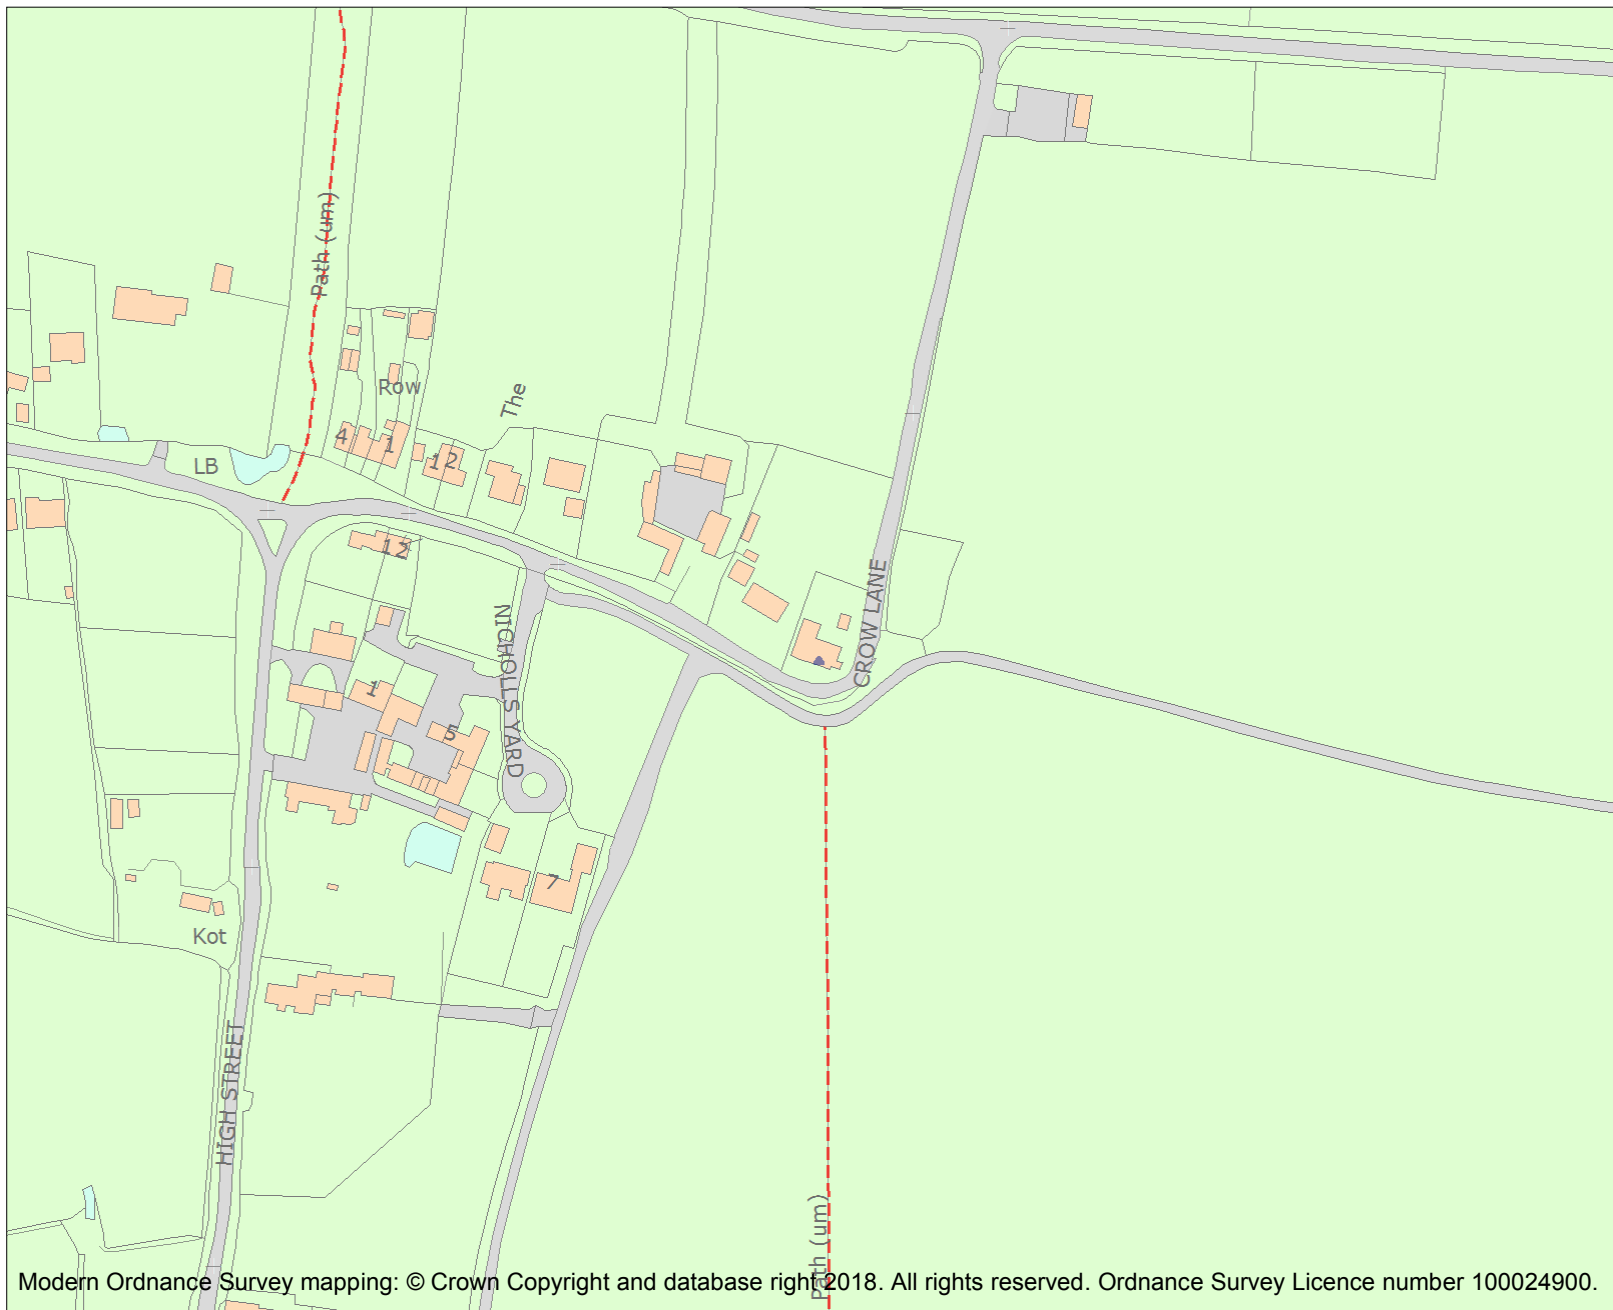 Path (um)
Row
The
4
1
1 2
LB
12
CROW LANE
NICHOLLS YARD
1
5
7
Kot
HIGH STREET
Path (um)
Modern Ordnance Survey mapping: © Crown Copyright and database right 2018. All rights reserved. Ordnance Survey Licence number 100024900.